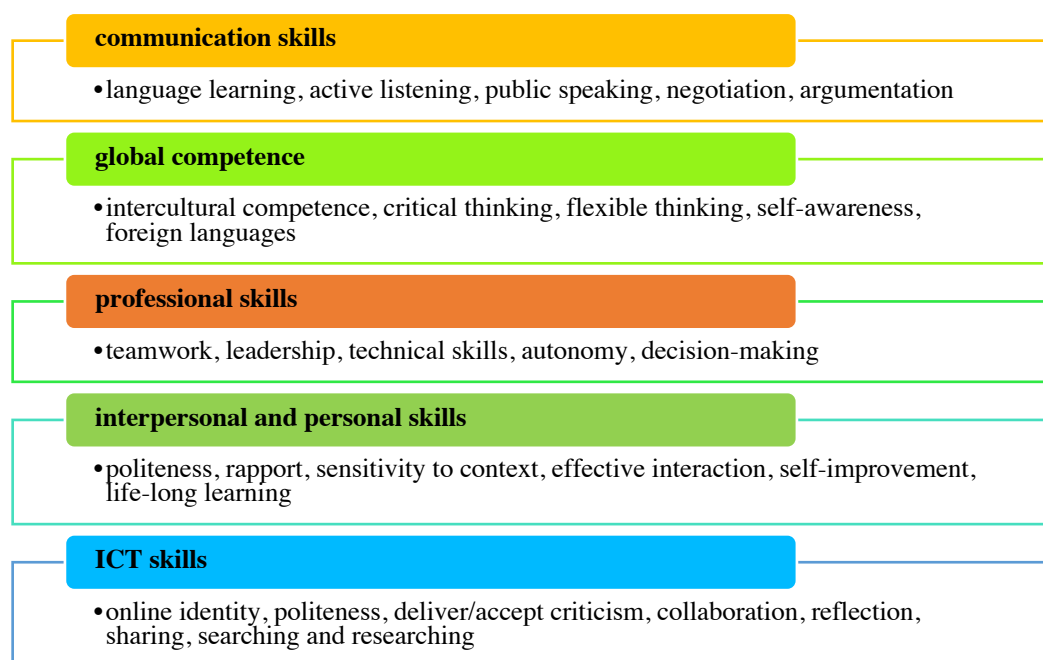 communication skills
•language learning, active listening, public speaking, negotiation, argumentation
global competence
•intercultural competence, critical thinking, flexible thinking, self-awareness,
foreign languages
professional skills
•teamwork, leadership, technical skills, autonomy, decision-making
interpersonal and personal skills
•politeness, rapport, sensitivity to context, effective interaction, self-improvement,
life-long learning
ICT skills
•online identity, politeness, deliver/accept criticism, collaboration, reflection,
sharing, searching and researching